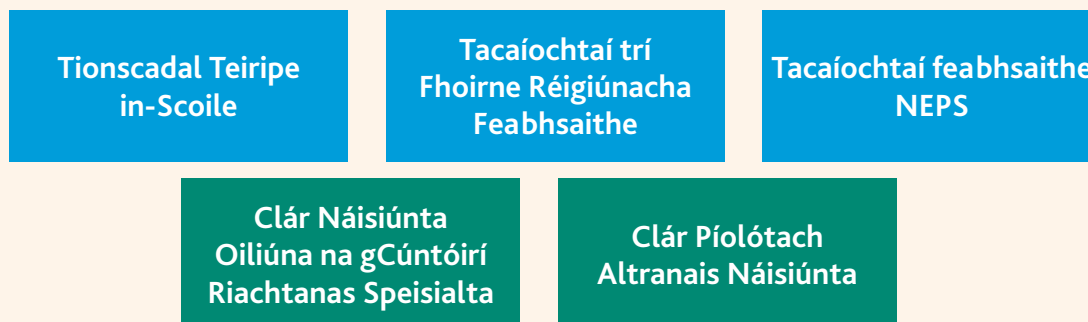 Tionscadal Teiripe
in-Scoile
Tacaíochtaí trí
Fhoirne Réigiúnacha
Feabhsaithe
Tacaíochtaí feabhsaithe
NEPS
Clár Náisiúnta
Oiliúna na gCúntóirí
Riachtanas Speisialta
Clár Píolótach
Altranais Náisiúnta